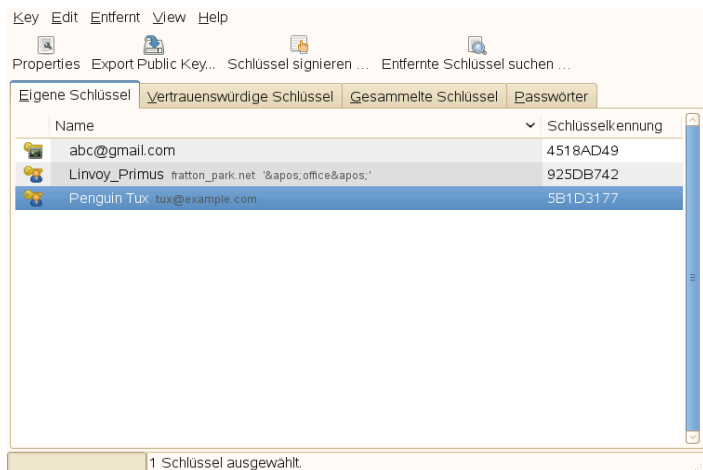 Key Edit Entfernt View Help
Properties Export Public Key... Schlüssel signieren ... Entfernte Schlüssel suchen ...
Eigene Schlüssel Vertrauenswürdige Schlüssel Gesammelte Schlüssel Passwörter
Name Schlüsselkennung
abc@gmail.com 4518AD49
Linvoy_Primus fratton_park.net '&apos;office&apos;' 925DB742
Penguin Tux tux@example.com 5B1D3177
1 Schlüssel ausgewählt.